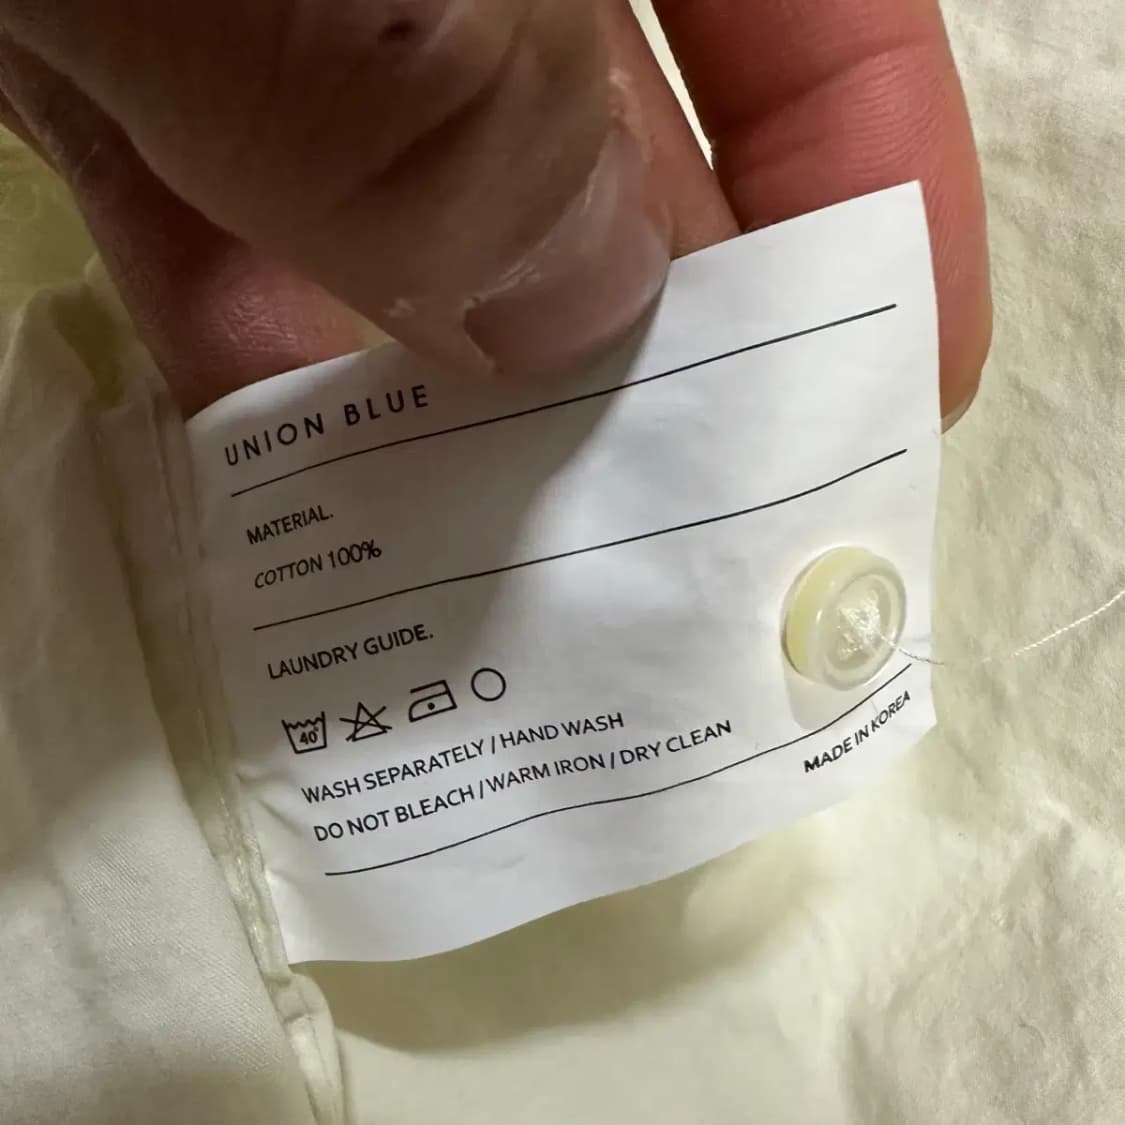 UNION BLUE
MATERIAL.
COTTON 100%
LAUNDRY GUIDE.
40
WASH SEPARATELY / HAND WASH
DO NOT BLEACH / WARM IRON / DRY CLEAN
MADE IN KOREA